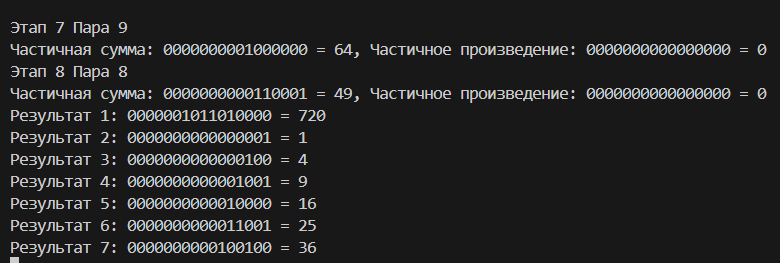 Этап 7 Пара 9
Частичная сумма: 0000000001000000 = 64, Частичное произведение: 0000000000000000 = 0
Этап 8 Пара 8
Частичная сумма: 0000000000110001 = 49, Частичное произведение: 0000000000000000 = 0
Результат 1: 0000001011010000 = 720
Результат 2: 0000000000000001 = 1
Результат 3: 0000000000000100 = 4
Результат 4: 0000000000001001 = 9
Результат 5: 0000000000010000 = 16
Результат 6: 0000000000011001 = 25
Результат 7: 0000000000100100 = 36